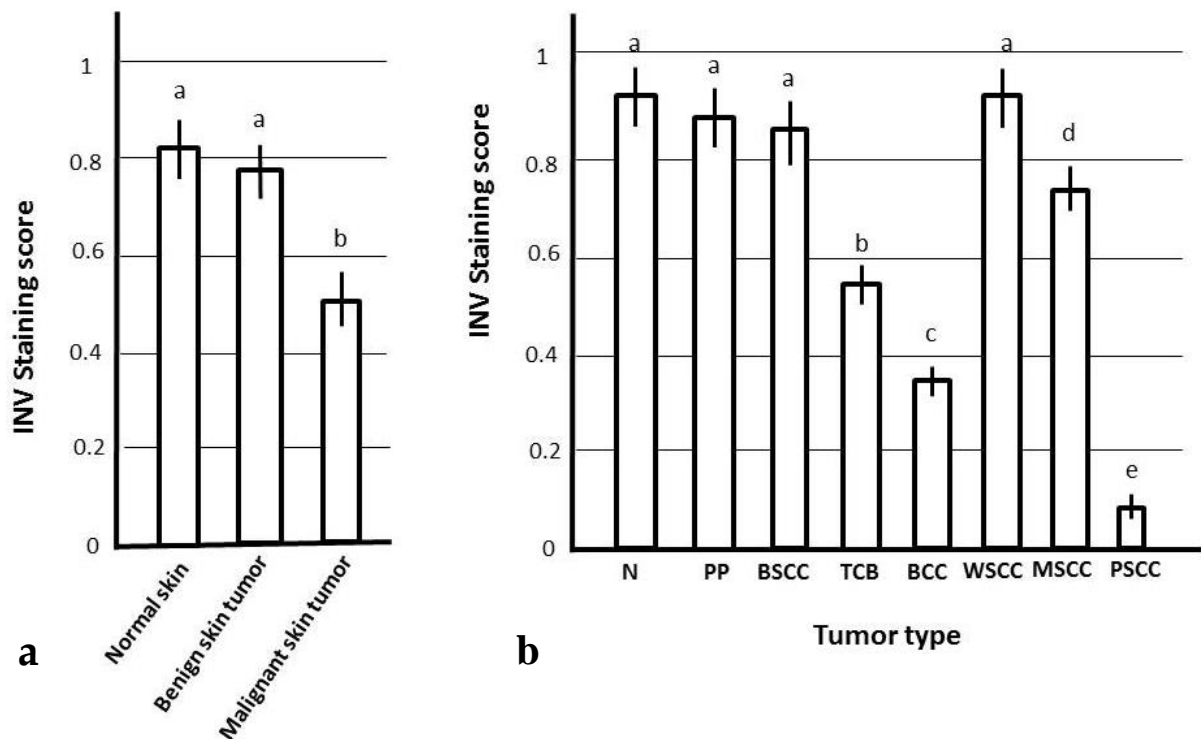 INV Staining score
1
0.8
0.6
0.4
0.2
0
a
a
b
Normal skin
Benign skin tumor
Malignant skin tumor
a
INV Staining score
1
0.8
0.6
0.4
0.2
0
a
a
a
b
c
a
d
e
N PP BSCC TCB BCC WSCC MSCC PSCC
Tumor type
b